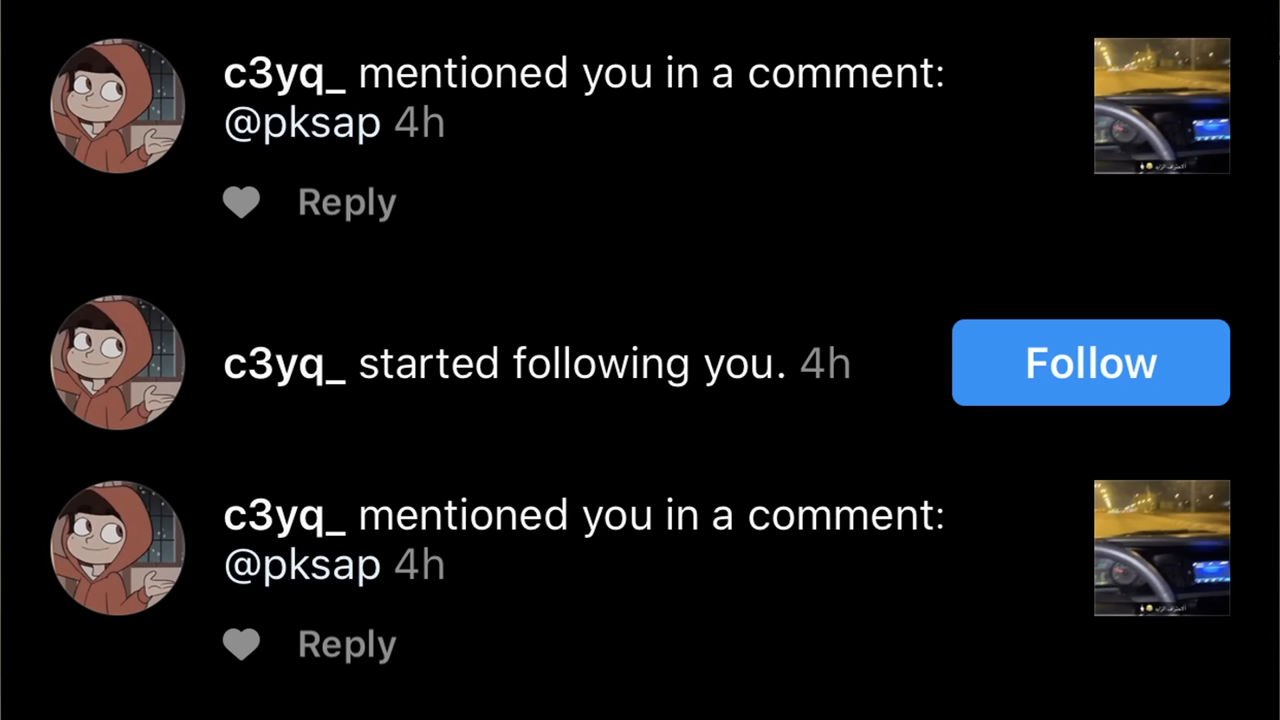 c3yq_ mentioned you in a comment:
@pksap 4h
Reply
c3yq_ started following you. 4h
Follow
c3yq_ mentioned you in a comment:
@pksap 4h
Reply